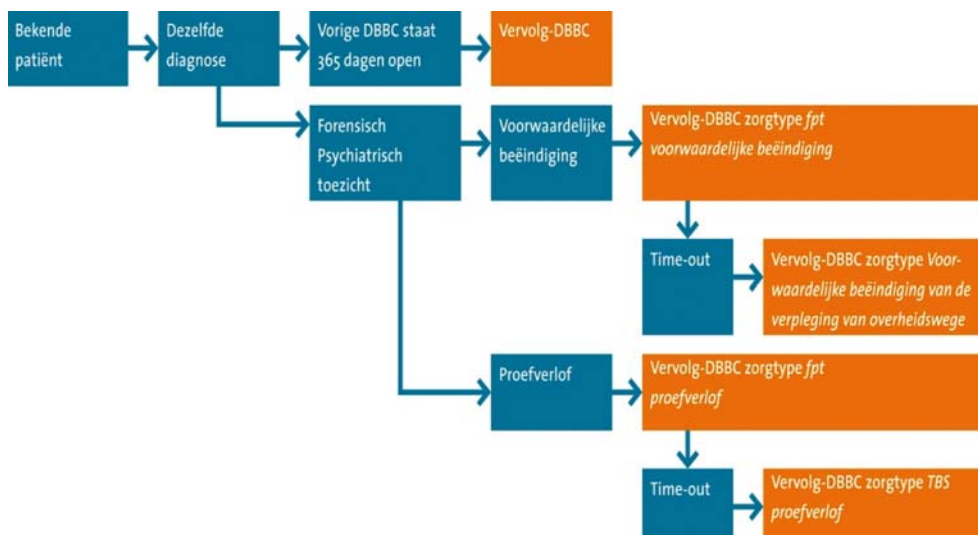 Bekende
patiënt
Dezelfde
diagnose
Vorige DBBC staat
365 dagen open
Vervolg-DBBC
Forensisch
Psychiatrisch
toezicht
Voorwaardelijke
beëindiging
Vervolg-DBBC zorgtype fpt
voorwaardelijke beëindiging
Time-out
Vervolg-DBBC zorgtype Voor-
waardelijke beëindiging van de
verpleging van overheidswege
Proefverlof
Vervolg-DBBC zorgtype fpt
proefverlof
Time-out
Vervolg-DBBC zorgtype TBS
proefverlof